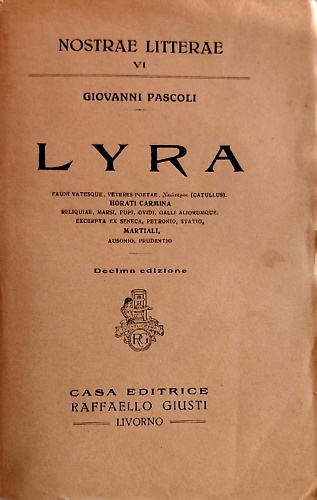 NOSTRAE LITTERAE
VI
GIOVANNI PASCOLI
LYRA
FAUNI VATESQUE, VETERES POETAE, Νεώτεροι (CATULLUS).
HORATI CARMINA
RELIQUIAE, MARSI, PUPI, OVIDI, GALLI ALIORUMQUE.
EXCERPTA EX SENECA, PETRONIO, STATIO,
MARTIALI,
AUSONIO, PRUDENTIO
Decima edizione
RG
CASA EDITRICE
RAFFAELLO GIUSTI
LIVORNO